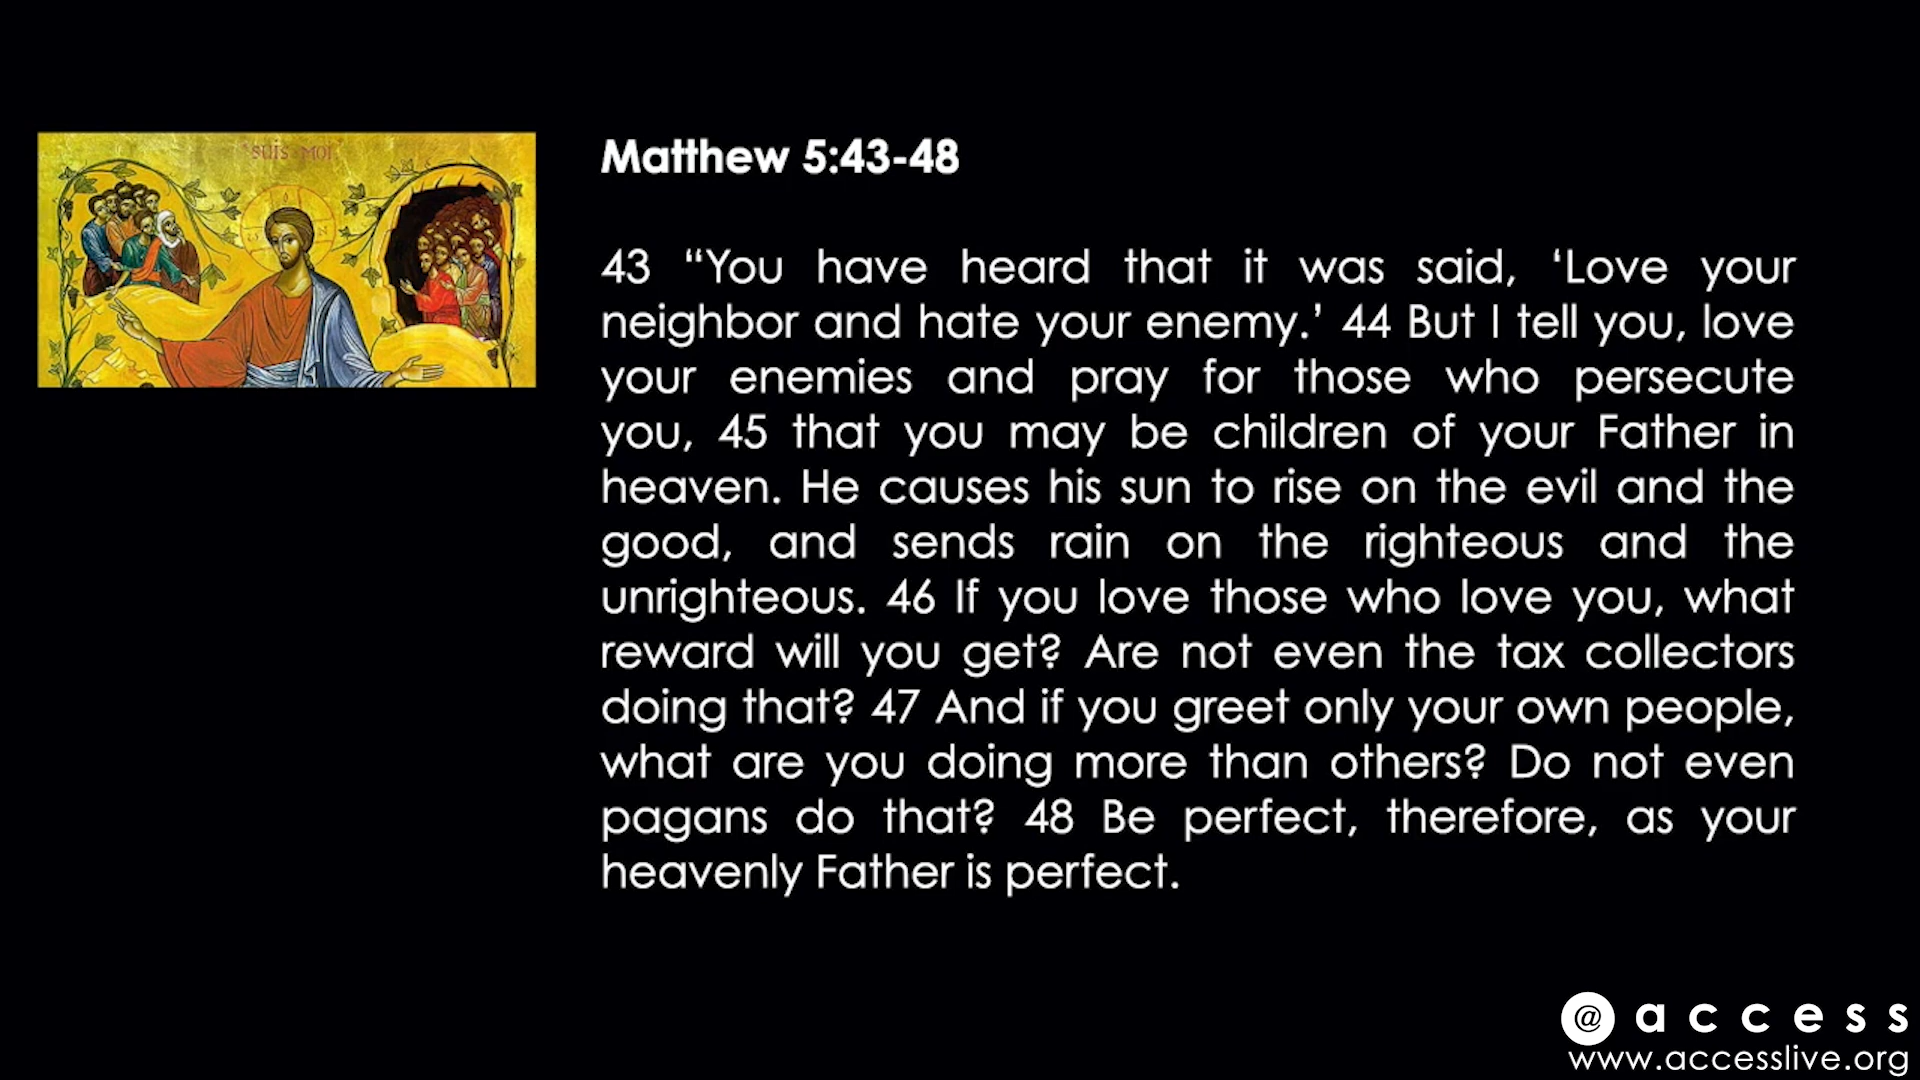 suis-moi
Matthew 5:43-48
43 “You have heard that it was said, ‘Love your
neighbor and hate your enemy.’ 44 But I tell you, love
your enemies and pray for those who persecute
you, 45 that you may be children of your Father in
heaven. He causes his sun to rise on the evil and the
good, and sends rain on the righteous and the
unrighteous. 46 If you love those who love you, what
reward will you get? Are not even the tax collectors
doing that? 47 And if you greet only your own people,
what are you doing more than others? Do not even
pagans do that? 48 Be perfect, therefore, as your
heavenly Father is perfect.
@ access
www.accesslive.org